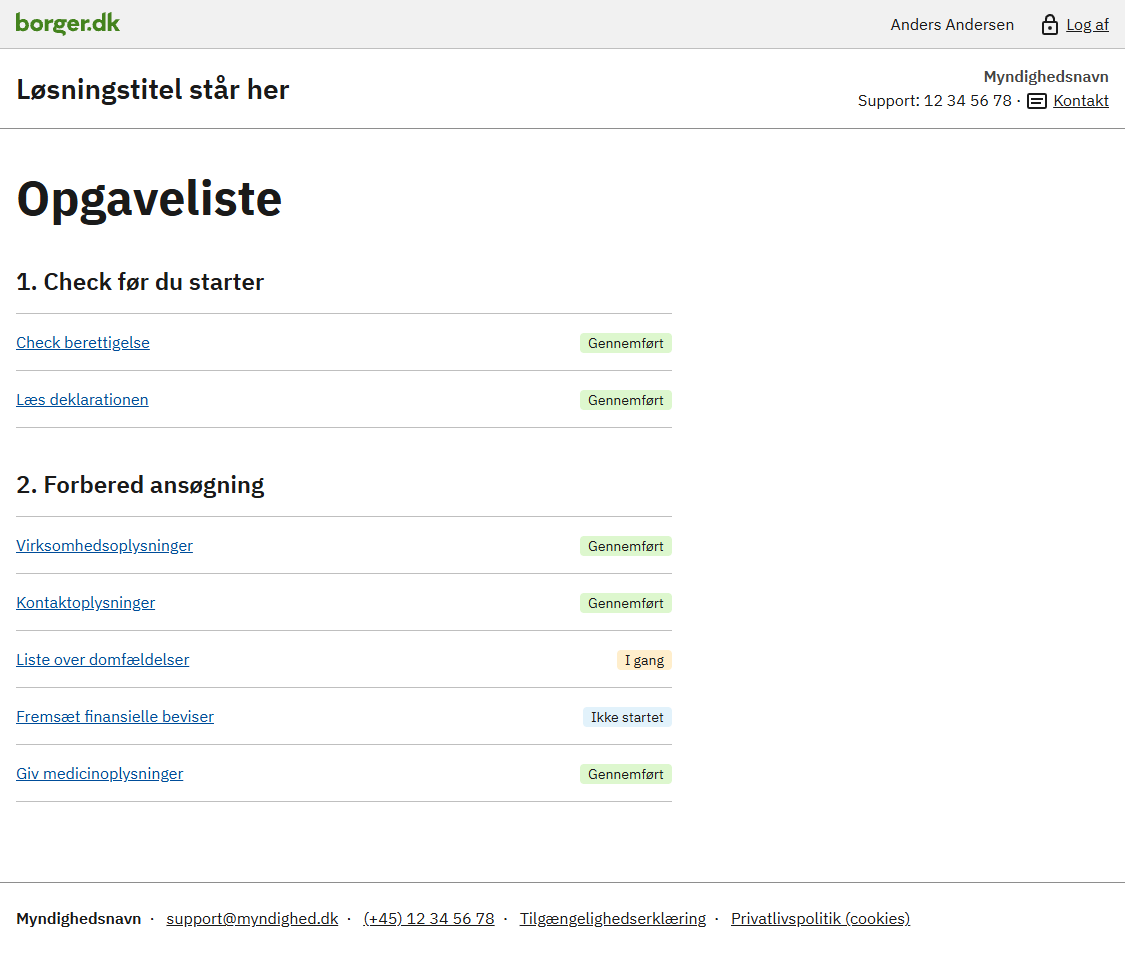 borger.dk
Anders Andersen
Log af
Løsningstitel står her
Myndighedsnavn
Support: 12 34 56 78 · Kontakt
Opgaveliste
1. Check før du starter
Check berettigelse Gennemført
Læs deklarationen Gennemført
2. Forbered ansøgning
Virksomhedsoplysninger Gennemført
Kontaktoplysninger Gennemført
Liste over domfældelser I gang
Fremsæt finansielle beviser Ikke startet
Giv medicinoplysninger Gennemført
Myndighedsnavn · support@myndighed.dk · (+45) 12 34 56 78 · Tilgængelighedserklæring · Privatlivspolitik (cookies)